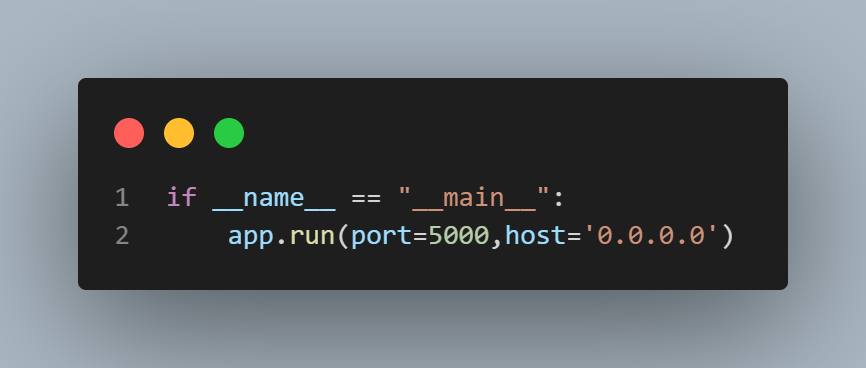 1 if __name__ == "__main__":
2     app.run(port=5000,host='0.0.0.0')